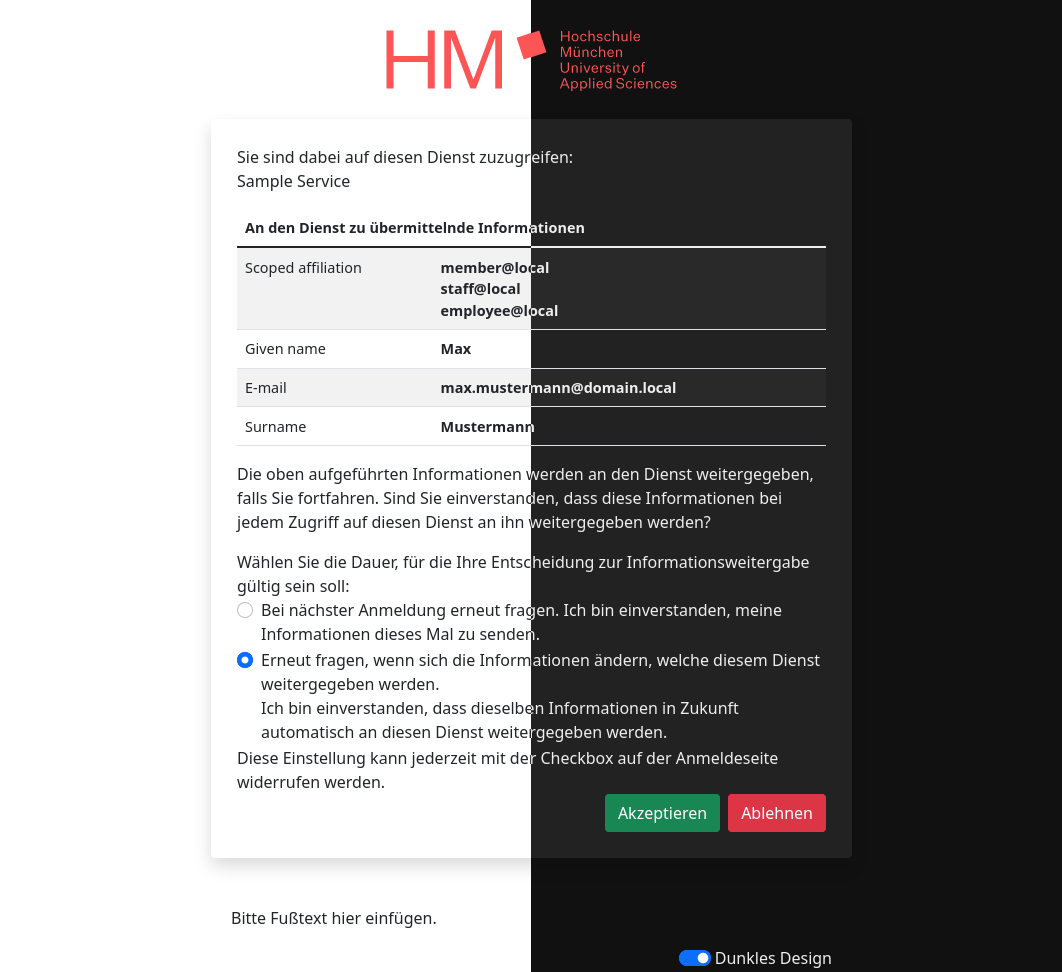 HM
Hochschule
München
University of
Applied Sciences
Sie sind dabei auf diesen Dienst zuzugreifen:
Sample Service
An den Dienst zu übermittelnde Informationen
Scoped affiliation member@local
staff@local
employee@local
Given name Max
E-mail max.mustermann@domain.local
Surname Mustermann
Die oben aufgeführten Informationen werden an den Dienst weitergegeben,
falls Sie fortfahren. Sind Sie einverstanden, dass diese Informationen bei
jedem Zugriff auf diesen Dienst an ihn weitergegeben werden?
Wählen Sie die Dauer, für die Ihre Entscheidung zur Informationsweitergabe
gültig sein soll:
Bei nächster Anmeldung erneut fragen. Ich bin einverstanden, meine
Informationen dieses Mal zu senden.
Erneut fragen, wenn sich die Informationen ändern, welche diesem Dienst
weitergegeben werden.
Ich bin einverstanden, dass dieselben Informationen in Zukunft
automatisch an diesen Dienst weitergegeben werden.
Diese Einstellung kann jederzeit mit der Checkbox auf der Anmeldeseite
widerrufen werden.
Akzeptieren Ablehnen
Bitte Fußtext hier einfügen.
Dunkles Design